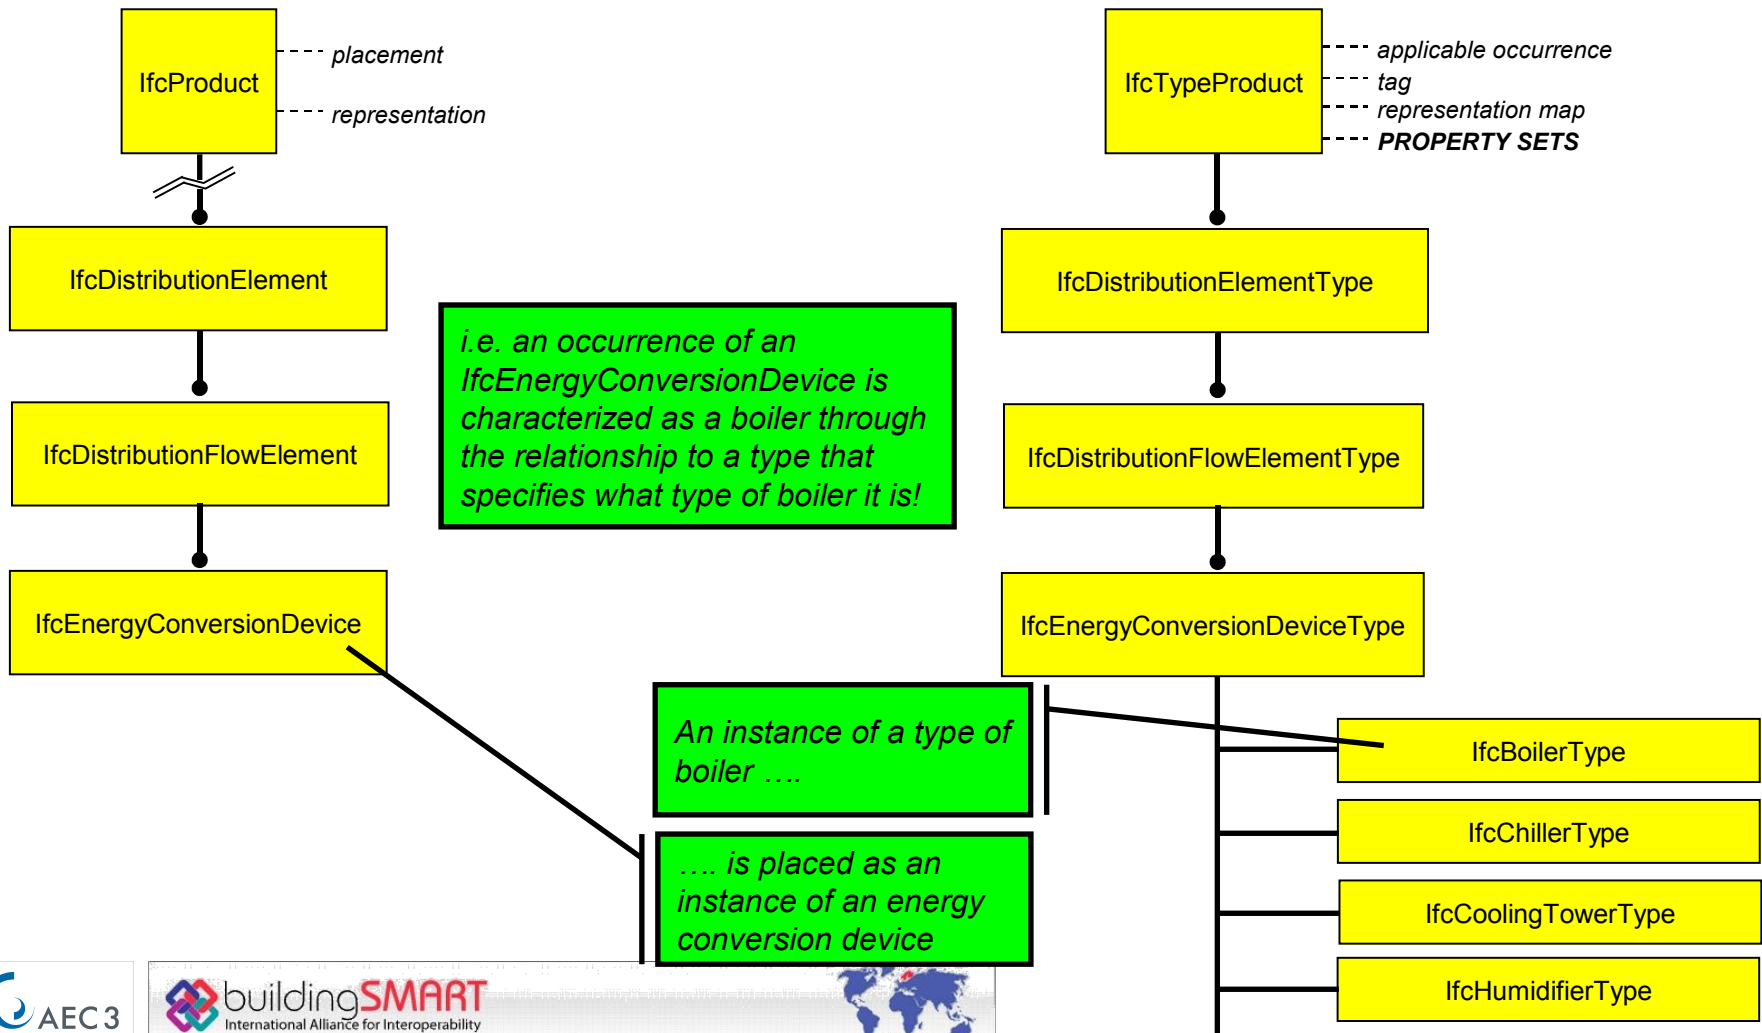 IfcProduct
placement
representation
IfcTypeProduct
applicable occurrence
tag
representation map
PROPERTY SETS
IfcDistributionElement
IfcDistributionElementType
i.e. an occurrence of an
IfcEnergyConversionDevice is
characterized as a boiler through
the relationship to a type that
specifies what type of boiler it is!
IfcDistributionFlowElement
IfcDistributionFlowElementType
IfcEnergyConversionDevice
IfcEnergyConversionDeviceType
An instance of a type of
boiler ….
IfcBoilerType
IfcChillerType
…. is placed as an
instance of an energy
conversion device
IfcCoolingTowerType
IfcHumidifierType
AEC3
buildingSMART
International Alliance for Interoperability